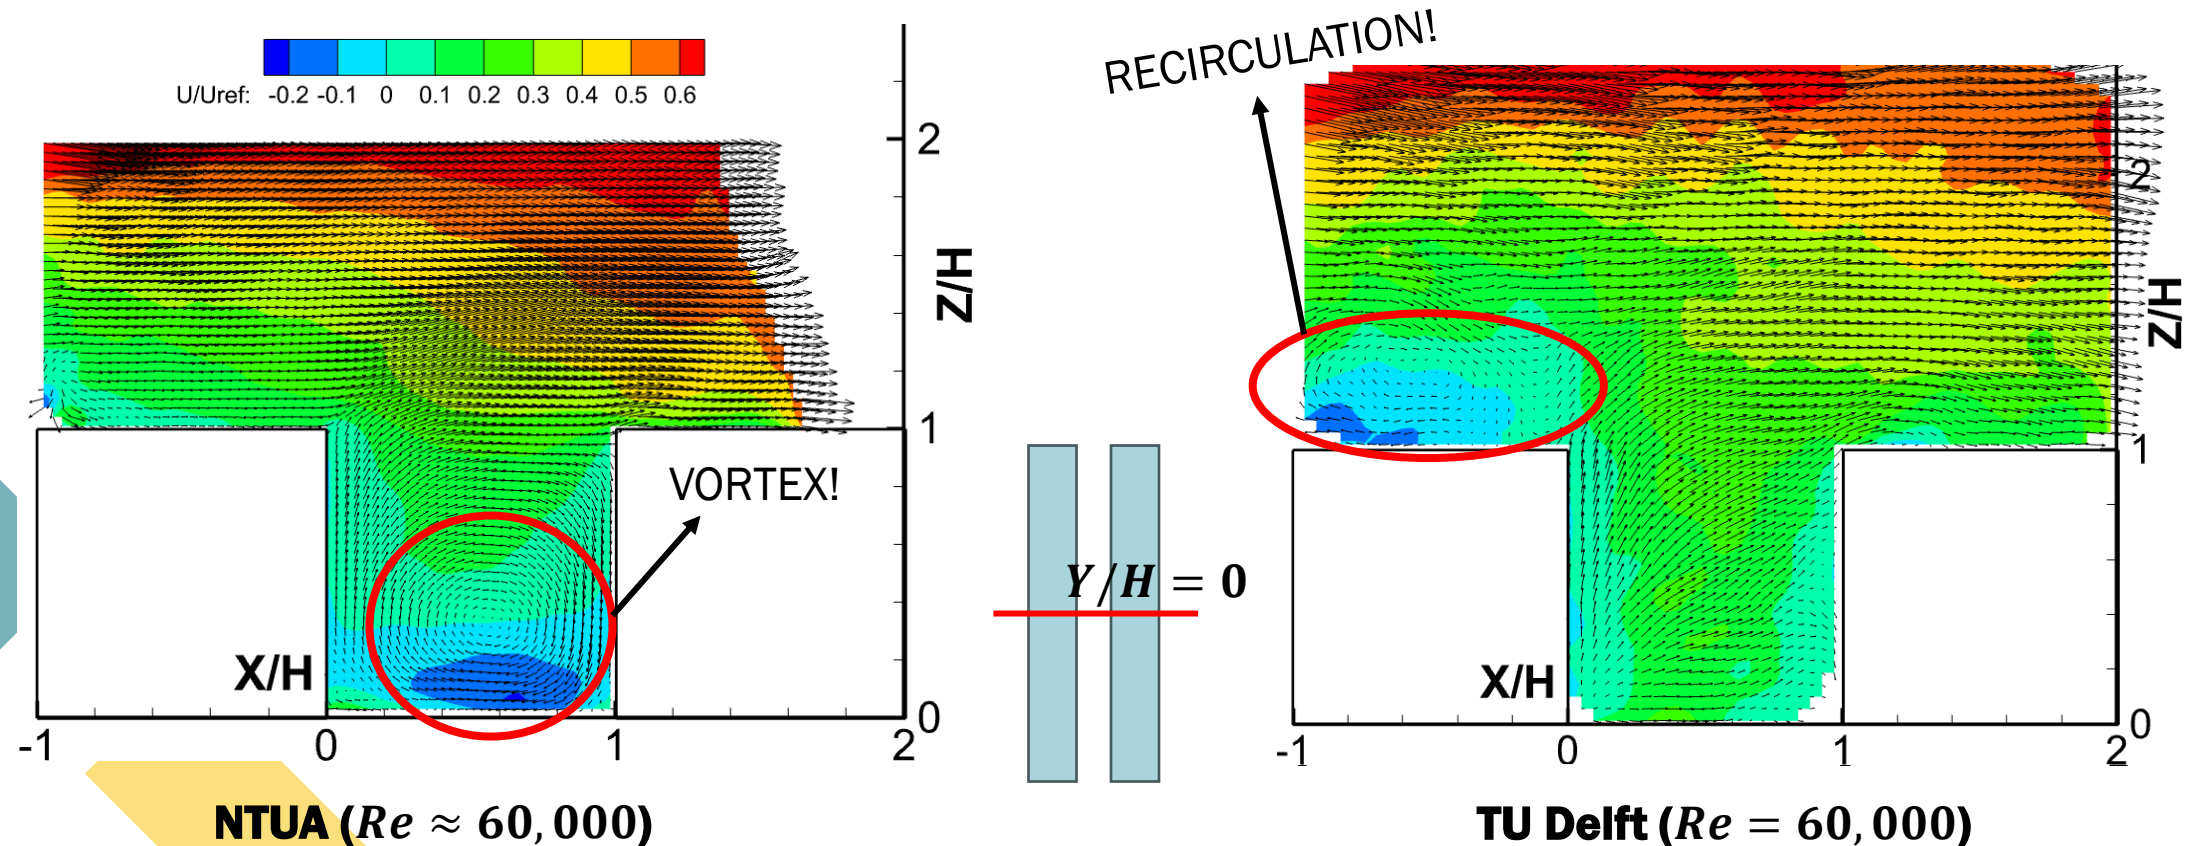 RECIRCULATION!
U/Uref: -0.2 -0.1 0 0.1 0.2 0.3 0.4 0.5 0.6
2
Z/H
1
VORTEX!
X/H
0
-1 0 1 2
Y/H = 0
2
Z/H
1
X/H
0
-1 0 1 2
NTUA (Re ≈ 60,000)
TU Delft (Re = 60,000)